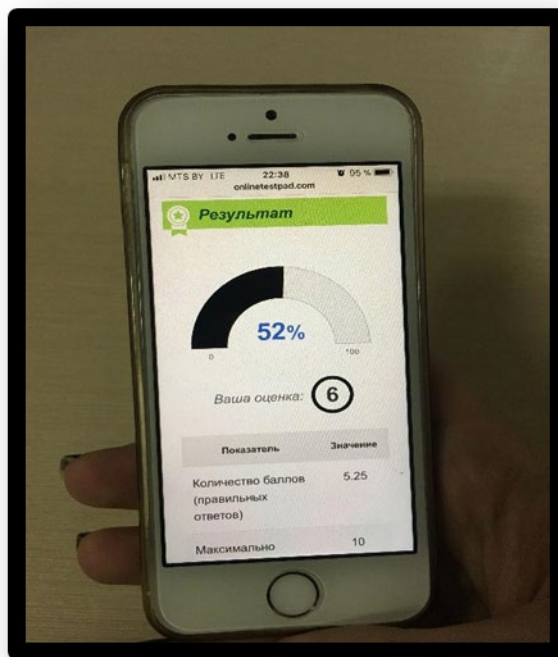 MTS BY LTE 22:38 95 %
onlinetestpad.com
Результат
52%
0 100
Ваша оценка: 6
Показатель Значение
Количество баллов 5.25
(правильных
ответов)
Максимально 10